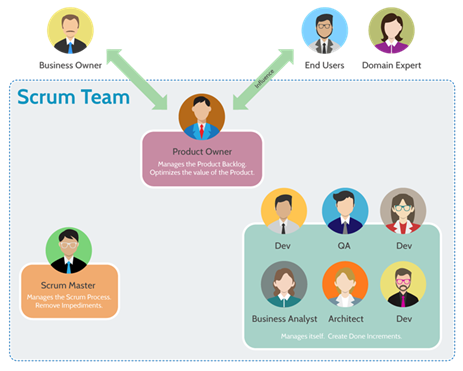 Business Owner
End Users
Domain Expert
influence
Scrum Team
Product Owner
Manages the Product Backlog.
Optimizes the value of the Product
Dev
QA
Dev
Scrum Master
Manages the Scrum Process.
Remove Impediments.
Business Analyst
Architect
Dev
Manages itself. Create Done Increments.